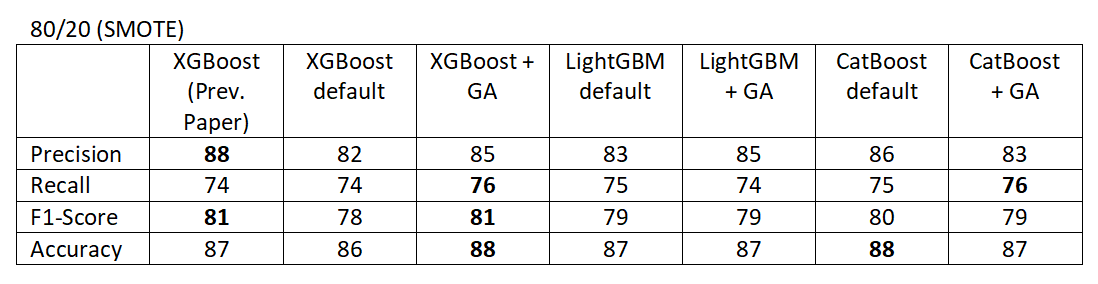 80/20 (SMOTE)
XGBoost (Prev. Paper) XGBoost default XGBoost + GA LightGBM default LightGBM + GA CatBoost default CatBoost + GA
Precision 88 82 85 83 85 86 83
Recall 74 74 76 75 74 75 76
F1-Score 81 78 81 79 79 80 79
Accuracy 87 86 88 87 87 88 87